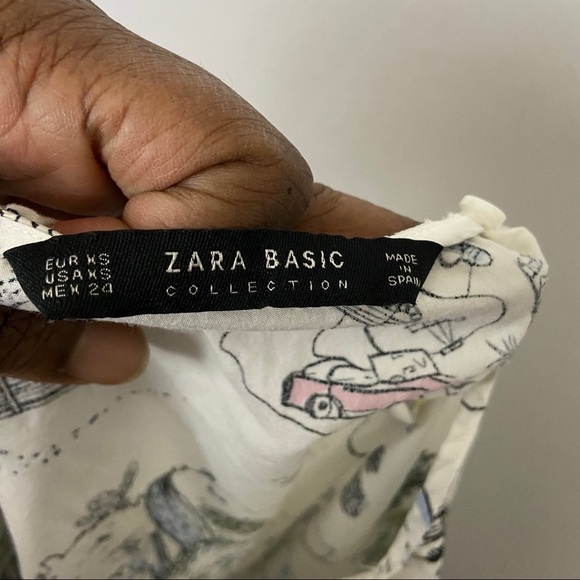 EUR XS
USA XS
MEX 24
ZARA BASIC
COLLECTION
MADE
IN
SPAIN